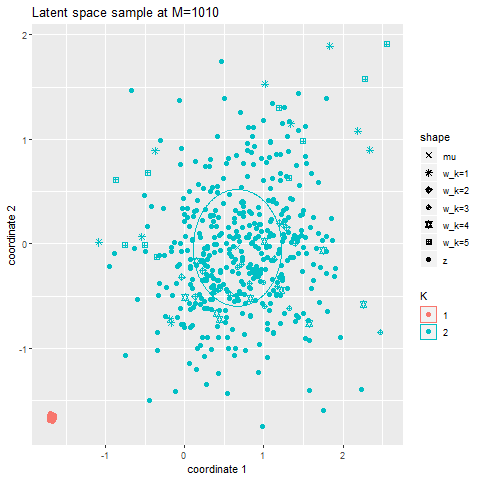 Latent space sample at M=1010
2
1
0
-1
coordinate 2
-1
0
1
2
coordinate 1
shape
mu
w_k=1
w_k=2
w_k=3
w_k=4
w_k=5
z
K
1
2